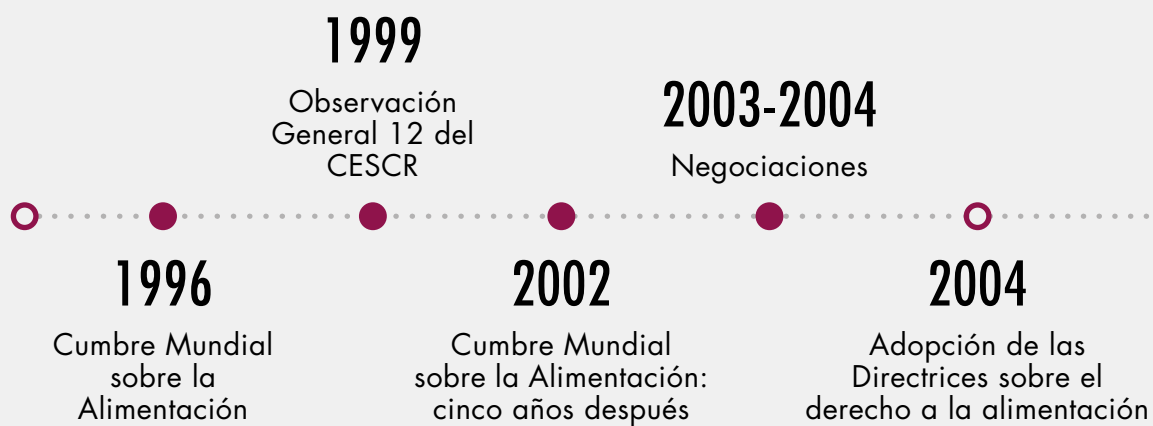 1996
Cumbre Mundial
sobre la
Alimentación
1999
Observación
General 12 del
CESCR
2002
Cumbre Mundial
sobre la Alimentación:
cinco años después
2003-2004
Negociaciones
2004
Adopción de las
Directrices sobre el
derecho a la alimentación